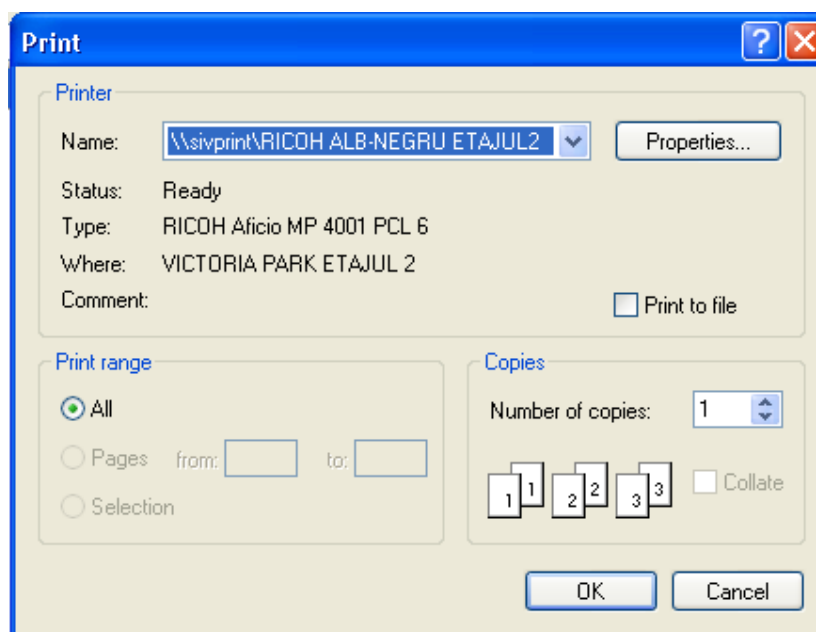 Print
Printer
Name: \\sivprint\RICOH ALB-NEGRU ETAJUL2 Properties...
Status: Ready
Type: RICOH Aficio MP 4001 PCL 6
Where: VICTORIA PARK ETAJUL 2
Comment: Print to file
Print range
All
Pages from: to:
Selection
Copies
Number of copies: 1
1 1 2 2 3 3 Collate
OK Cancel